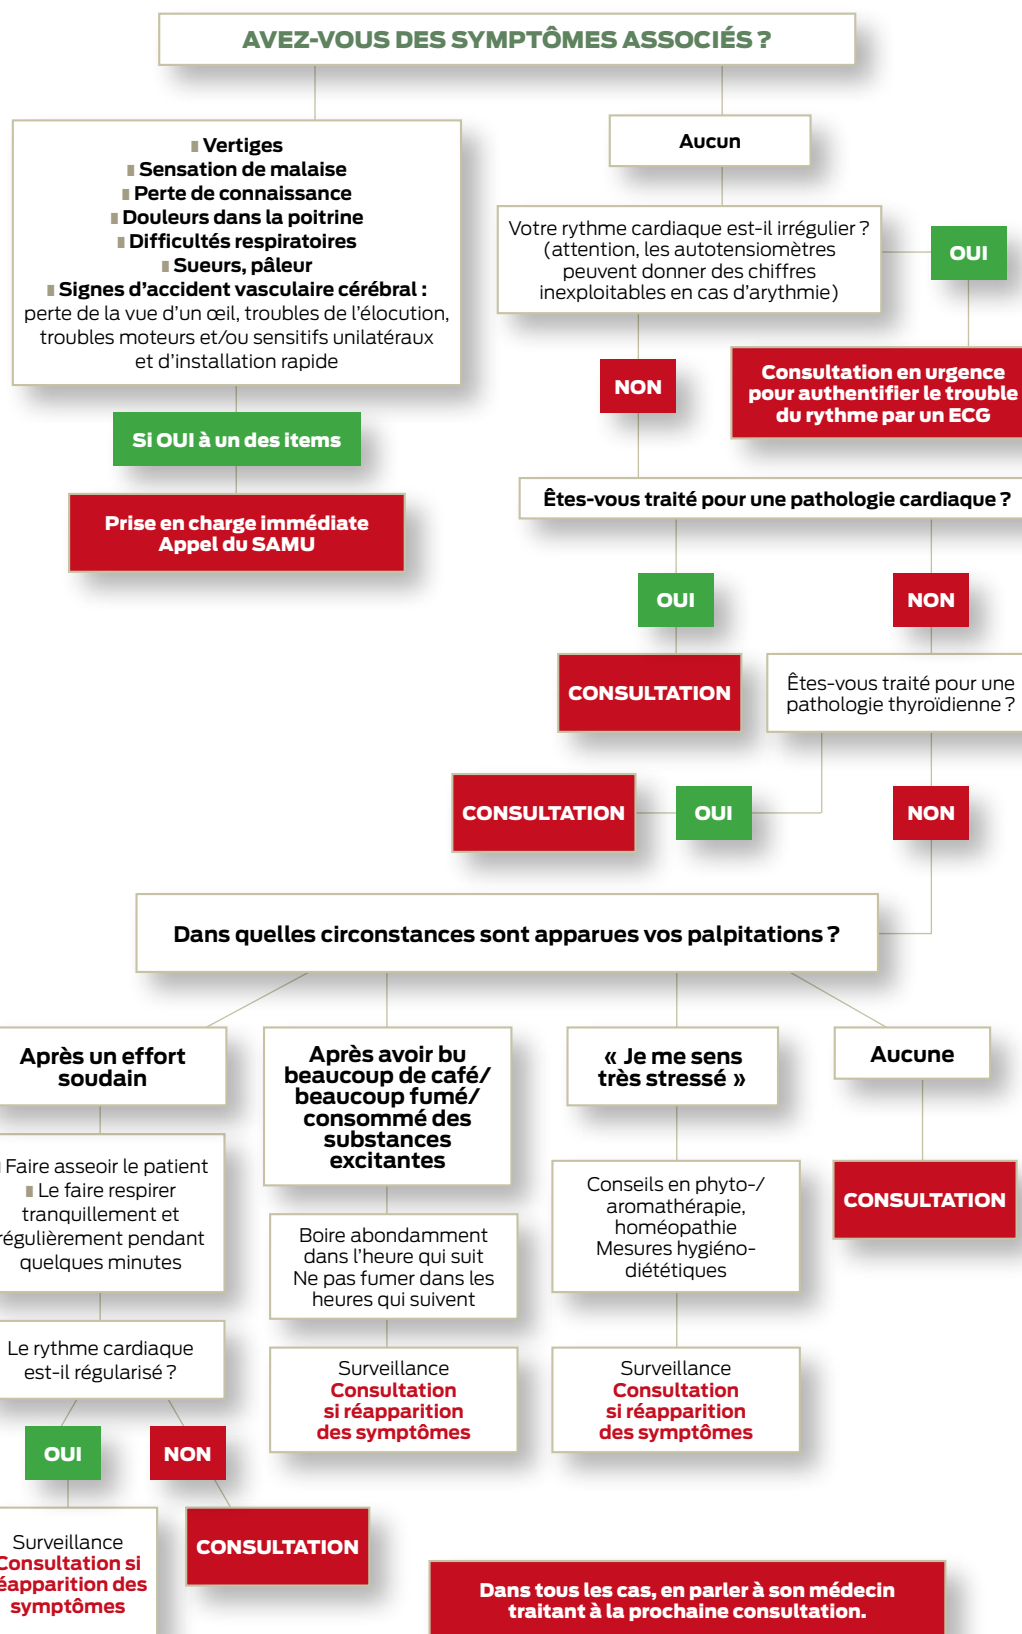 AVEZ-VOUS DES SYMPTÔMES ASSOCIÉS ?
Vertiges
Sensation de malaise
Perte de connaissance
Douleurs dans la poitrine
Difficultés respiratoires
Sueurs, pâleur
Signes d’accident vasculaire cérébral :
perte de la vue d’un œil, troubles de l’élocution,
troubles moteurs et/ou sensitifs unilatéraux
et d’installation rapide
Si OUI à un des items
Prise en charge immédiate
Appel du SAMU
Aucun
Votre rythme cardiaque est-il irrégulier ?
(attention, les autotensiomètres
peuvent donner des chiffres
inexploitables en cas d’arythmie)
OUI
Consultation en urgence
pour authentifier le trouble
du rythme par un ECG
NON
Êtes-vous traité pour une pathologie cardiaque ?
OUI
CONSULTATION
NON
Êtes-vous traité pour une
pathologie thyroïdienne ?
OUI
CONSULTATION
NON
Dans quelles circonstances sont apparues vos palpitations ?
Après un effort
soudain
Faire asseoir le patient
Le faire respirer
tranquillement et
régulièrement pendant
quelques minutes
Le rythme cardiaque
est-il régularisé ?
OUI
Surveillance
Consultation si
réapparition des
symptômes
NON
CONSULTATION
Après avoir bu
beaucoup de café/
beaucoup fumé/
consommé des
substances
excitantes
Boire abondamment
dans l’heure qui suit
Ne pas fumer dans les
heures qui suivent
Surveillance
Consultation
si réapparition
des symptômes
« Je me sens
très stressé »
Conseils en phyto-/
aromathérapie,
homéopathie
Mesures hygiéno-
diététiques
Surveillance
Consultation
si réapparition
des symptômes
Aucune
CONSULTATION
Dans tous les cas, en parler à son médecin
traitant à la prochaine consultation.